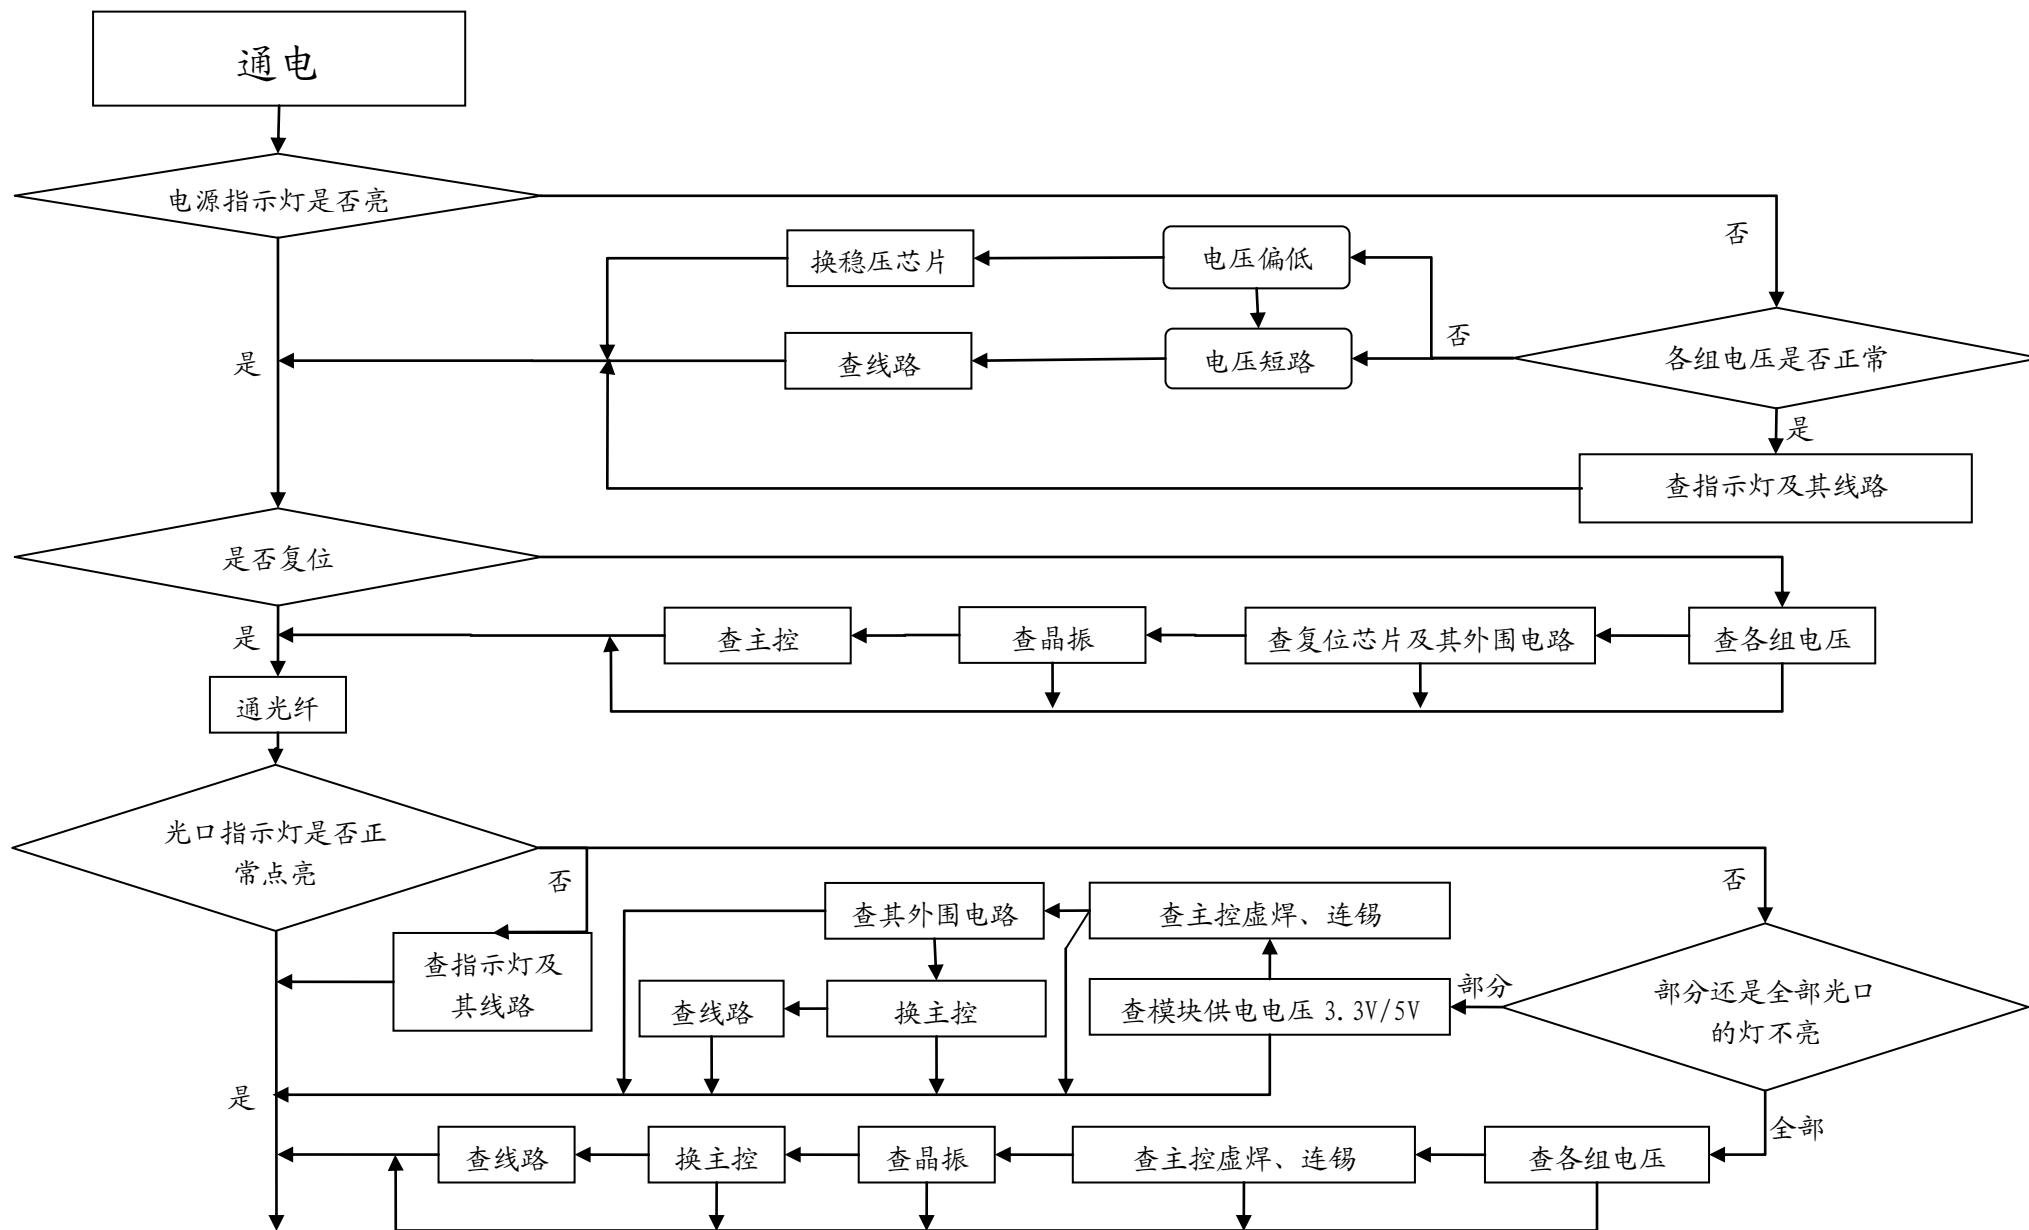 通电
电源指示灯是否亮
否
换稳压芯片
电压偏低
是
查线路
电压短路
否
各组电压是否正常
是
查指示灯及其线路
是否复位
是
查主控
查晶振
查复位芯片及其外围电路
查各组电压
通光纤
光口指示灯是否正
常点亮
否
否
查其外围电路
查主控虚焊、连锡
查指示灯及
其线路
查线路
换主控
查模块供电电压 3.3V/5V
部分
部分还是全部光口
的灯不亮
是
全部
查线路
换主控
查晶振
查主控虚焊、连锡
查各组电压